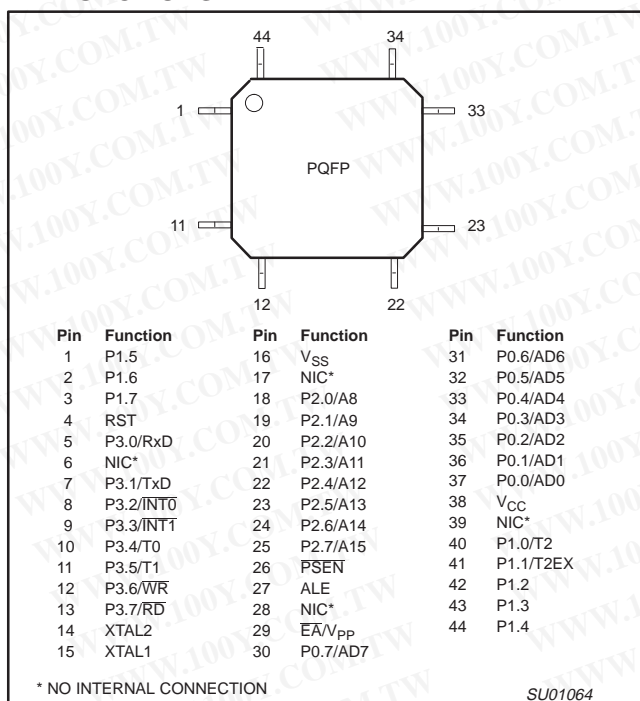 44 34
1 33
PQFP
11 23
12 22
Pin Function Pin Function Pin Function
1 P1.5 16 VSS 31 P0.6/AD6
2 P1.6 17 NIC* 32 P0.5/AD5
3 P1.7 18 P2.0/A8 33 P0.4/AD4
4 RST 19 P2.1/A9 34 P0.3/AD3
5 P3.0/RxD 20 P2.2/A10 35 P0.2/AD2
6 NIC* 21 P2.3/A11 36 P0.1/AD1
7 P3.1/TxD 22 P2.4/A12 37 P0.0/AD0
8 P3.2/INT0 23 P2.5/A13 38 VCC
9 P3.3/INT1 24 P2.6/A14 39 NIC*
10 P3.4/T0 25 P2.7/A15 40 P1.0/T2
11 P3.5/T1 26 PSEN 41 P1.1/T2EX
12 P3.6/WR 27 ALE 42 P1.2
13 P3.7/RD 28 NIC* 43 P1.3
14 XTAL2 29 EA/VPP 44 P1.4
15 XTAL1 30 P0.7/AD7
* NO INTERNAL CONNECTION
SU01064
WWW.100Y.COM.TW